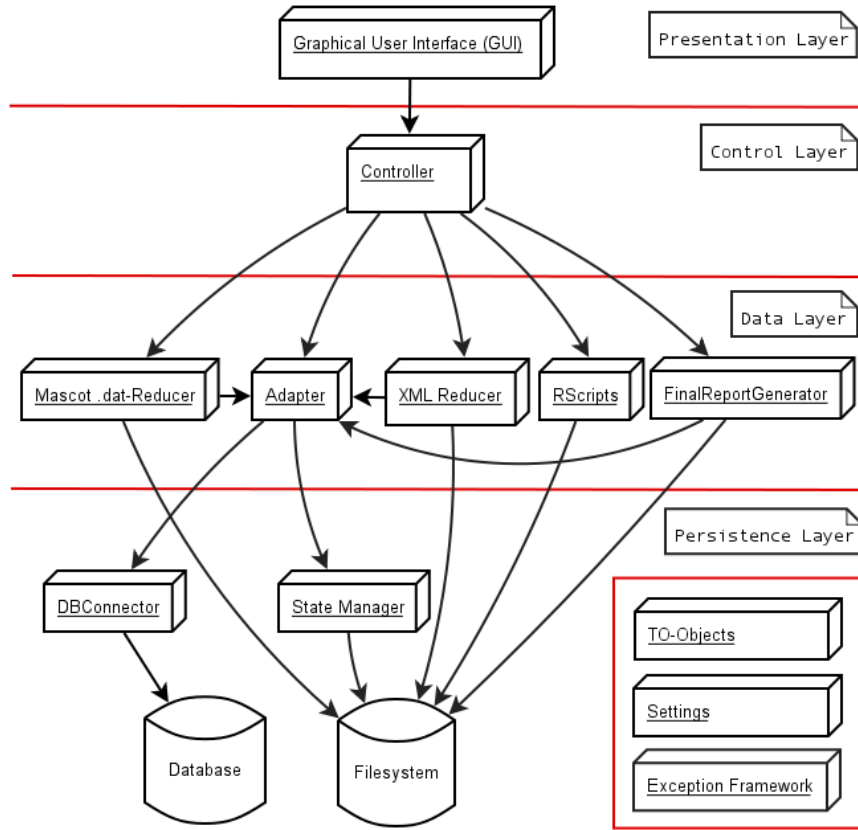 Graphical User Interface (GUI)
Presentation Layer
Control Layer
Controller
Data Layer
Mascot .dat-Reducer
Adapter
XML Reducer
RScripts
FinalReportGenerator
Persistence Layer
DBConnector
State Manager
TO-Objects
Settings
Database
Filesystem
Exception Framework